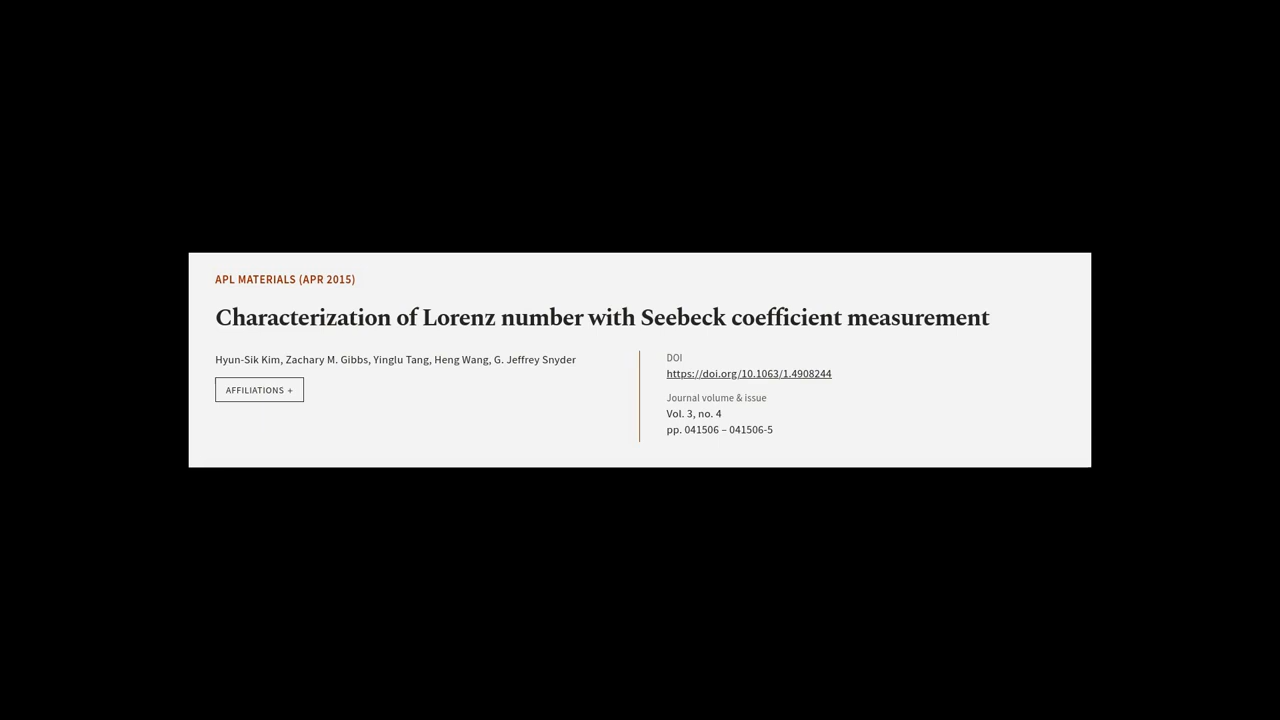 APL MATERIALS (APR 2015)
Characterization of Lorenz number with Seebeck coefficient measurement
Hyun-Sik Kim, Zachary M. Gibbs, Yinglu Tang, Heng Wang, G. Jeffrey Snyder
AFFILIATIONS +
DOI
https://doi.org/10.1063/1.4908244
Journal volume & issue
Vol. 3, no. 4
pp. 041506 – 041506-5